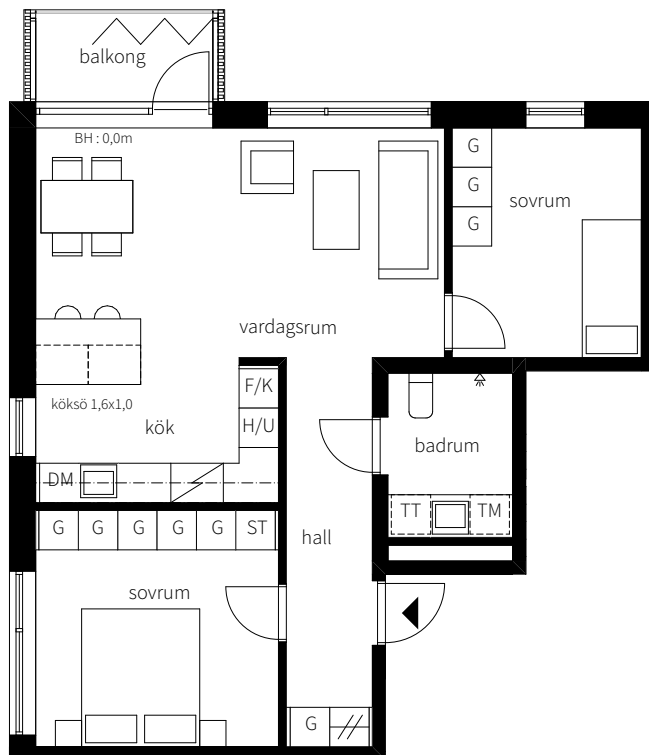 balkong
BH : 0,0m
G
G
G
sovrum
vardagsrum
F/K
köksö 1,6x1,0
kök
H/U
badrum
DM
TT
TM
G
G
G
G
G
ST
hall
sovrum
G